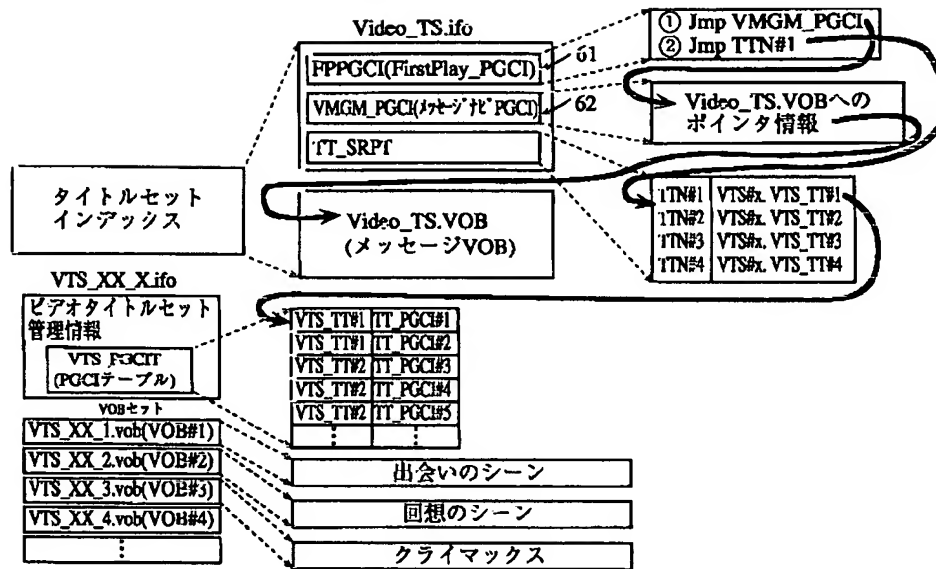 Video_TS.ifo
FPPGCI(FirstPlay_PGCI)
61
VMGM_PGCI(メッセージナビPGCI)
62
TT_SRPT
① Jmp VMGM_PGCI
② Jmp TTN#1
Video_TS.VOBへの
ポインタ情報
タイトルセット
インデックス
Video_TS.VOB
(メッセージVOB)
TTN#1 VTS#x. VTS_TT#1
TTN#2 VTS#x. VTS_TT#2
TTN#3 VTS#x. VTS_TT#3
TTN#4 VTS#x. VTS_TT#4
VTS_XX_X.ifo
ビデオタイトルセット
管理情報
VTS_PGCIT
(PGCIテーブル)
VTS_TT#1 TT_PGCI#1
VTS_TT#1 TT_PGCI#2
VTS_TT#2 TT_PGCI#3
VTS_TT#2 TT_PGCI#4
VTS_TT#2 TT_PGCI#5
⋮ ⋮
VOBセット
VTS_XX_1.vob(VOB#1)
VTS_XX_2.vob(VOB#2)
VTS_XX_3.vob(VOB#3)
VTS_XX_4.vob(VOB#4)
⋮
出会いのシーン
回想のシーン
クライマックス